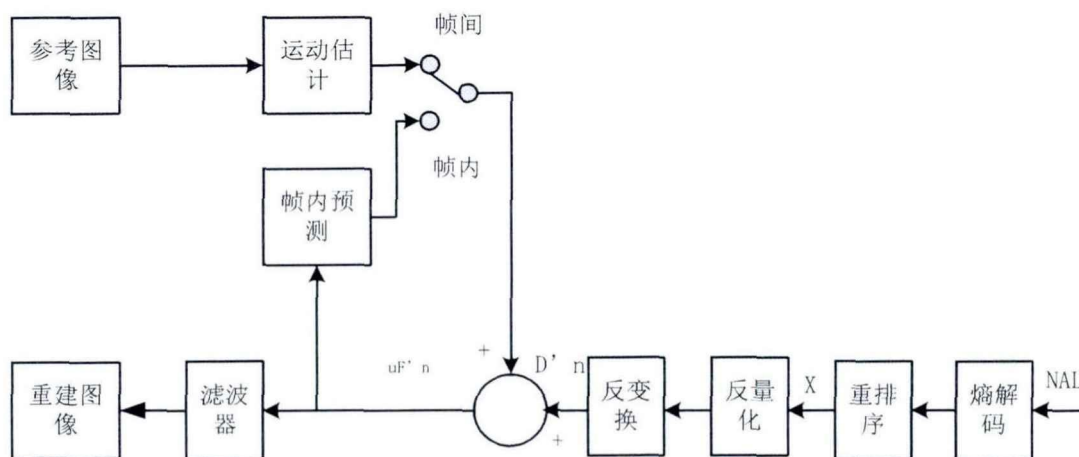 参考图
像
运动估
计
帧间
帧内
帧内预
测
重建图
像
滤波
器
uF' n
+
D' n
+
反变
换
反量
化
X
重排
序
熵解
码
NAL